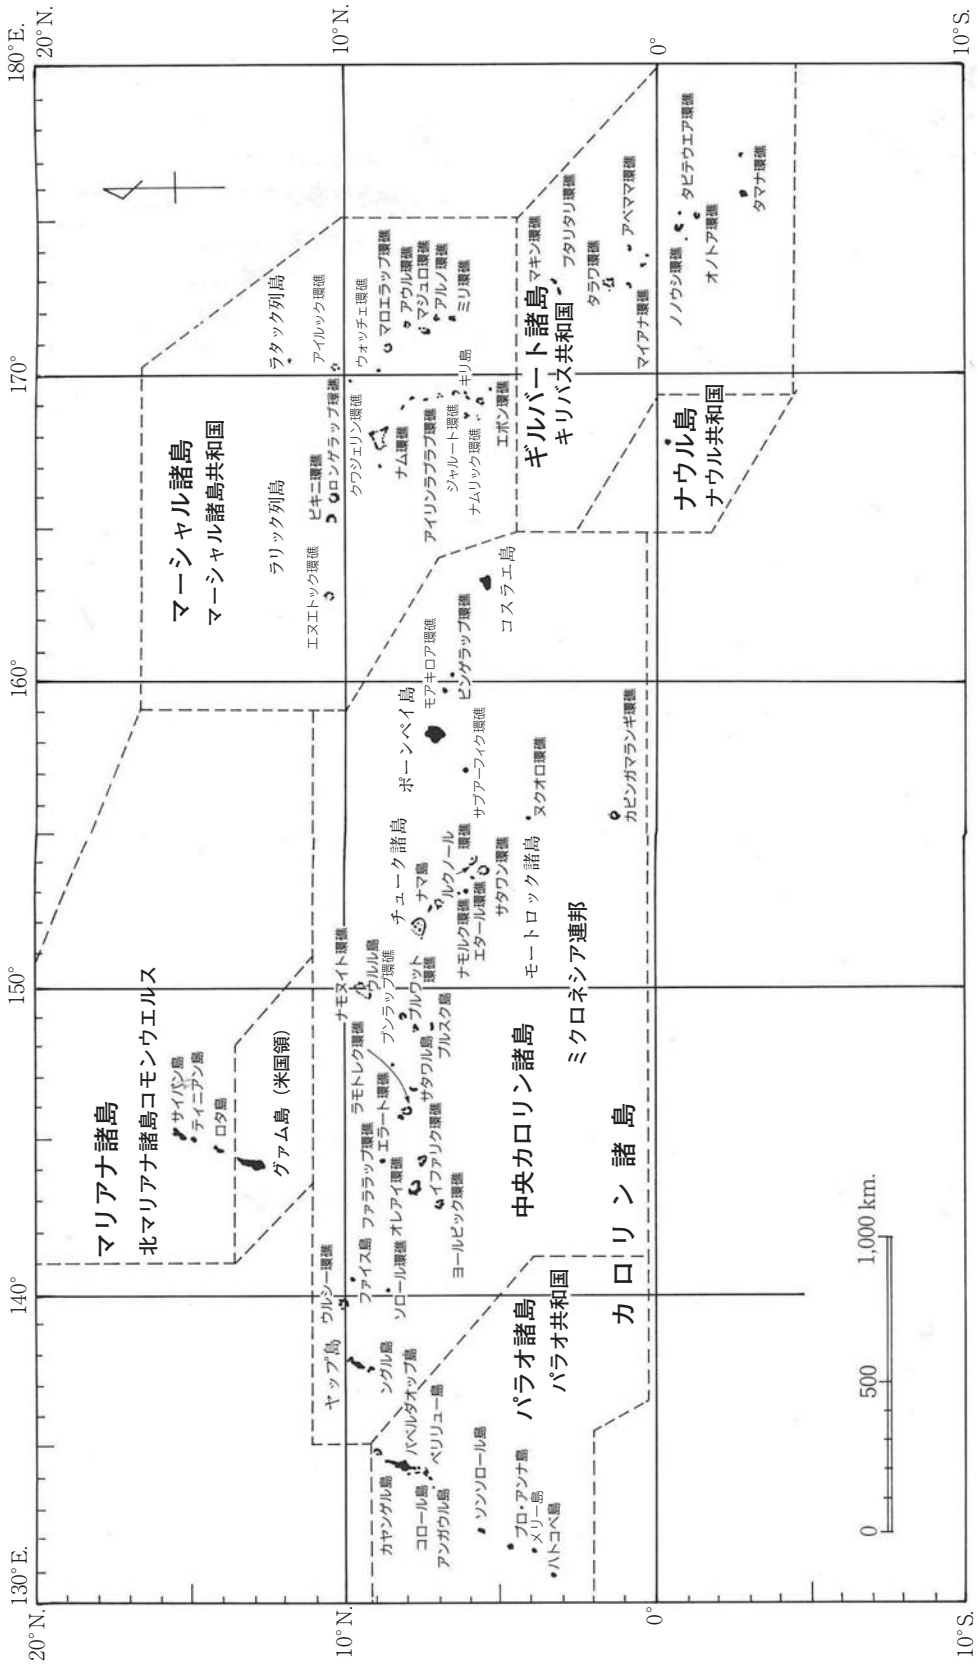 130°E.
140°
150°
160°
170°
180°E.
20°N.
20°N.
10°N.
10°N.
0°
0°
10°S.
10°S.
マリアナ諸島
北マリアナ諸島コモンウエルス
サイパン島
ティニアン島
ロタ島
グァム島（米国領）
マーシャル諸島
マーシャル諸島共和国
ラリック列島
ラタック列島
エヌエトック環礁
ビキニ環礁
ロンゲラップ環礁
アイルック環礁
クワジェリン環礁
ウォッチェ環礁
マロエラップ環礁
アウル環礁
マジュロ環礁
アルノ環礁
ミリ環礁
ナム環礁
アイリンラプラプ環礁
ジャルート環礁
キリ島
ナムリック環礁
エボン環礁
ギルバート諸島
キリバス共和国
マキン環礁
フタリタリ環礁
タラワ環礁
アベママ環礁
マイアナ環礁
ノノウシ環礁
タビテウエア環礁
オノトア環礁
タマナ環礁
ナウル島
ナウル共和国
ヤップ島
ウルシー環礁
ングル島
ファイス島
ファララップ環礁
ラモトレク環礁
ソロール環礁
オレアイ環礁
エラート環礁
イファリク環礁
ヨールピック環礁
サタワル島
ナモヌイト環礁
ウルル島
プンラップ環礁
プルワット
環礁
プルスク島
チューク諸島
ナマ島
ルクノール
環礁
ナモルク環礁
エタール環礁
サタワン環礁
モートロック諸島
ポーンペイ島
モアキロア環礁
ピンゲラップ環礁
サプアーフィク環礁
ヌクオロ環礁
コスラエ島
カピンガマランギ環礁
中央カロリン諸島
ミクロネシア連邦
カロリン諸島
パラオ諸島
パラオ共和国
カヤンゲル島
バベルダオップ島
コロール島
ペリリュー島
アンガウル島
ソンソロール島
プロ・アンナ島
メリー島
ハトコベ島
0
500
1,000 km.